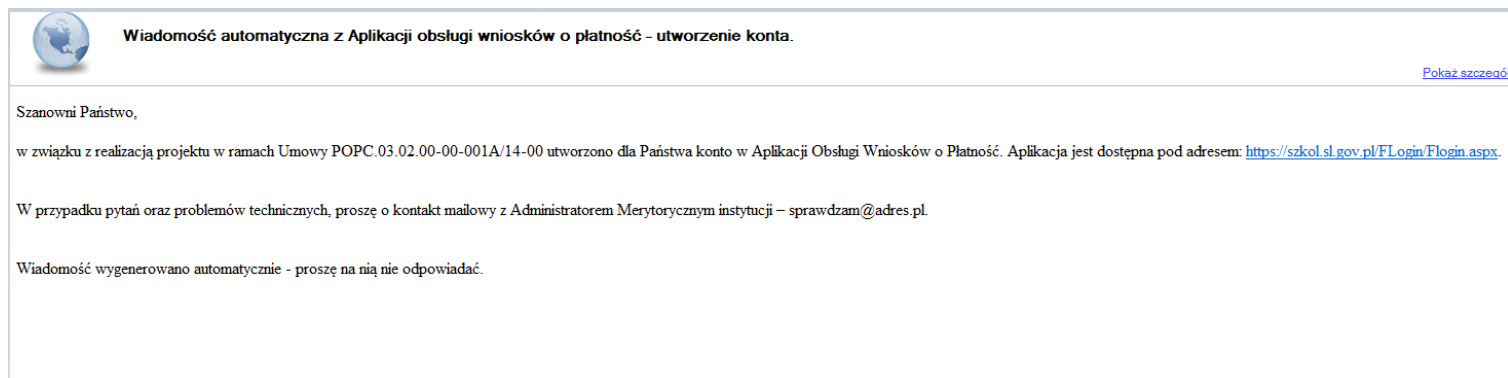 Wiadomość automatyczna z Aplikacji obsługi wniosków o płatność - utworzenie konta.
Pokaż szczegół
Szanowni Państwo,
w związku z realizacją projektu w ramach Umowy POPC.03.02.00-00-001A/14-00 utworzono dla Państwa konto w Aplikacji Obsługi Wniosków o Płatność. Aplikacja jest dostępna pod adresem: https://szkol.sl.gov.pl/FLogin/Flogin.aspx.
W przypadku pytań oraz problemów technicznych, proszę o kontakt mailowy z Administratorem Merytorycznym instytucji – sprawdzam@adres.pl.
Wiadomość wygenerowano automatycznie - proszę na nią nie odpowiadać.